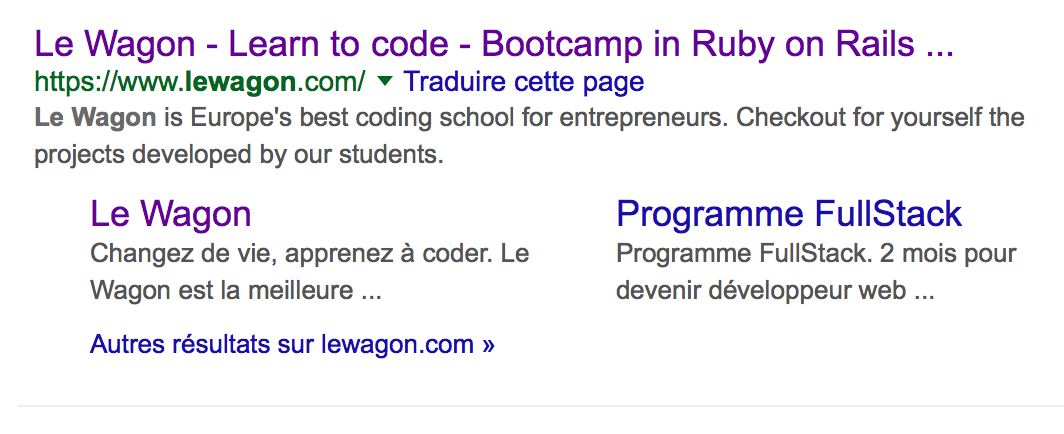 Le Wagon - Learn to code - Bootcamp in Ruby on Rails ...
https://www.lewagon.com/ ▼ Traduire cette page
Le Wagon is Europe's best coding school for entrepreneurs. Checkout for yourself the
projects developed by our students.
Le Wagon
Changez de vie, apprenez à coder. Le
Wagon est la meilleure ...
Programme FullStack
Programme FullStack. 2 mois pour
devenir développeur web ...
Autres résultats sur lewagon.com »